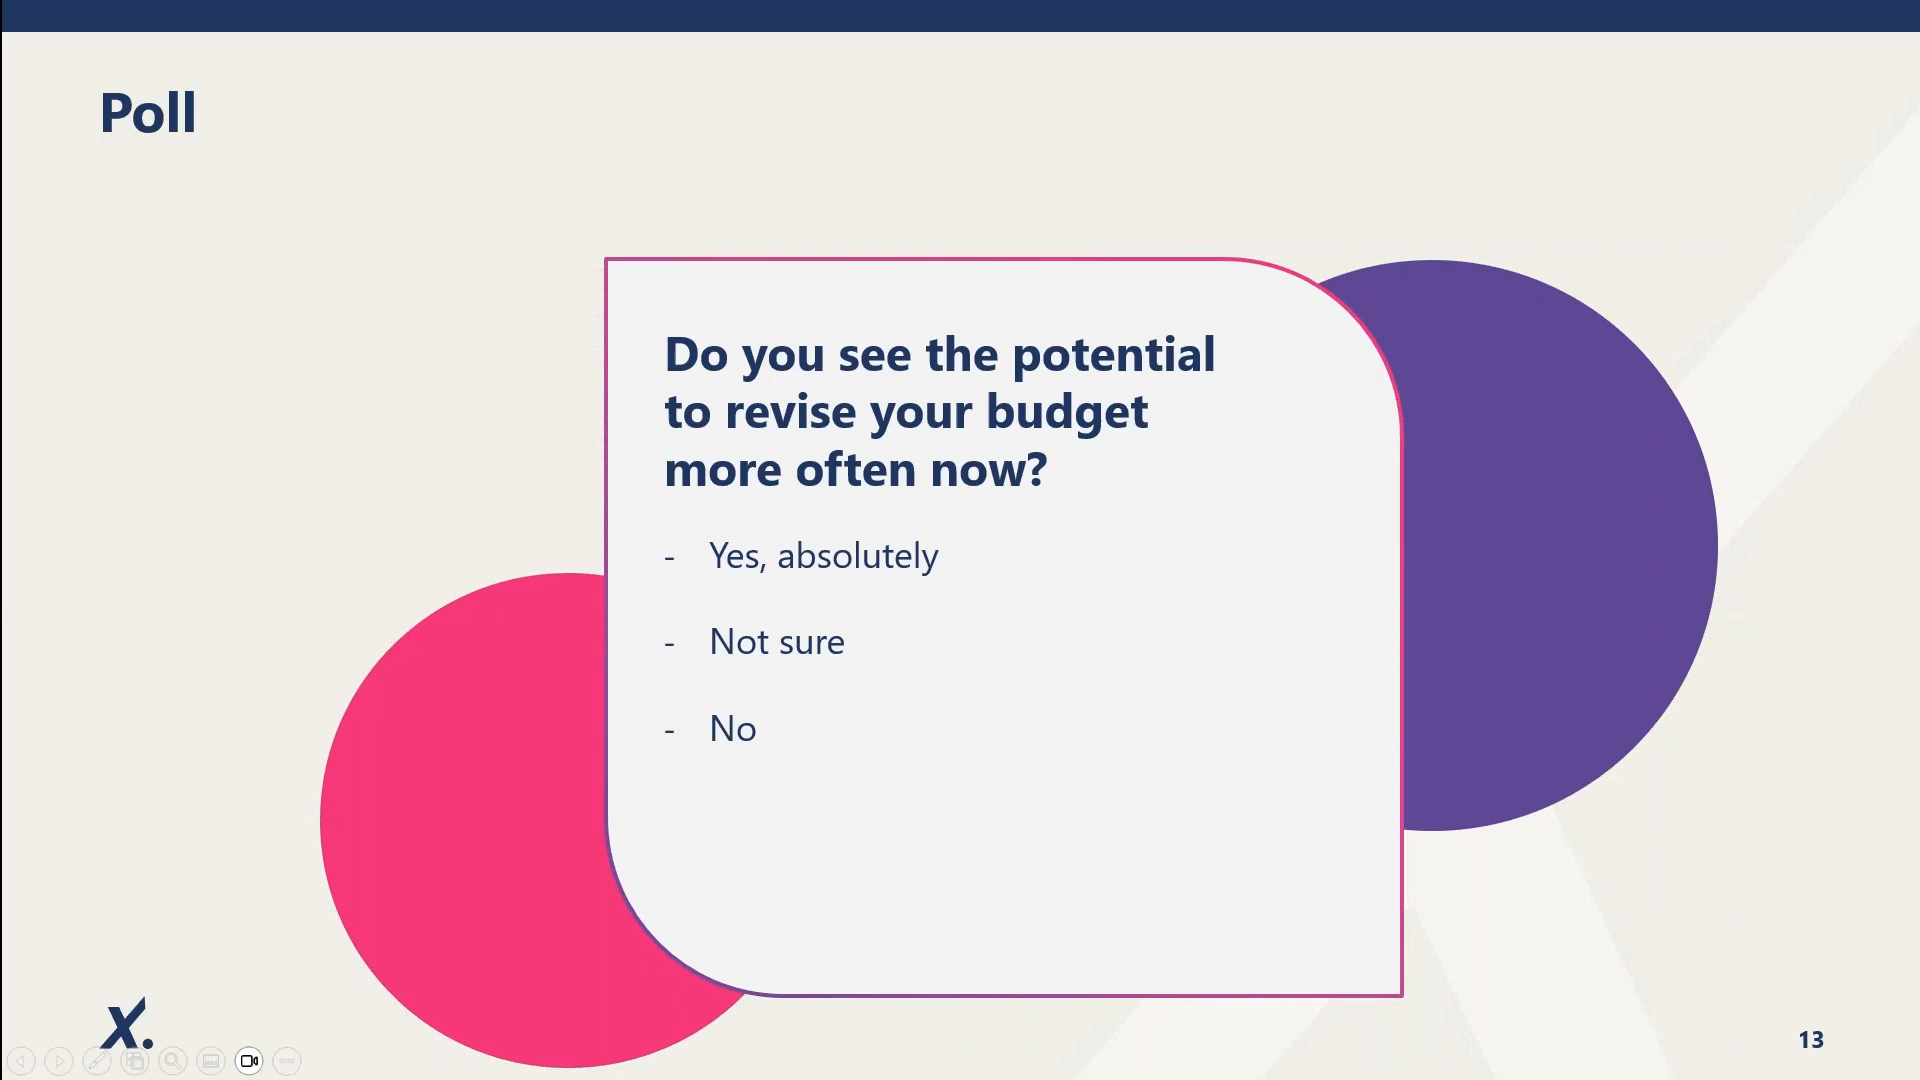 Poll
Do you see the potential
to revise your budget
more often now?
- Yes, absolutely
- Not sure
- No
x.
13